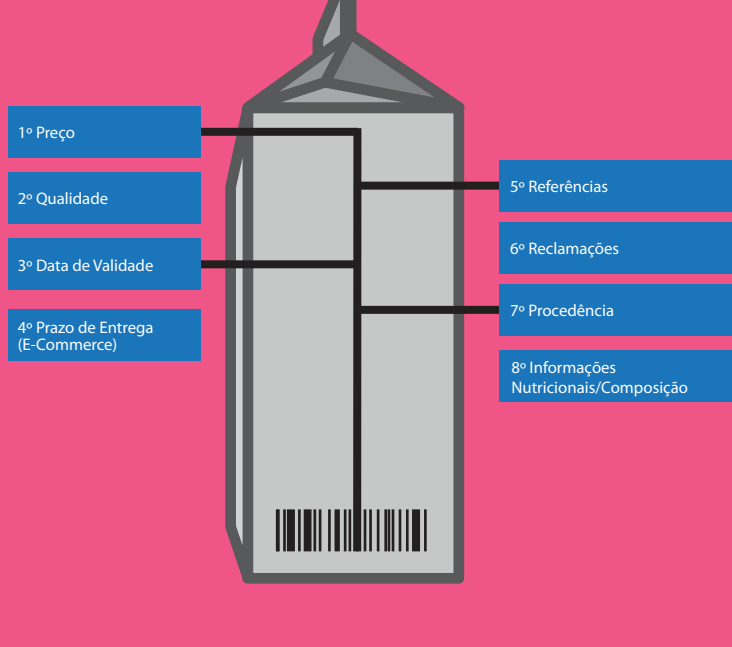 1º Preço
2º Qualidade
3º Data de Validade
4º Prazo de Entrega
(E-Commerce)
5º Referências
6º Reclamações
7º Procedência
8º Informações
Nutricionais/Composição